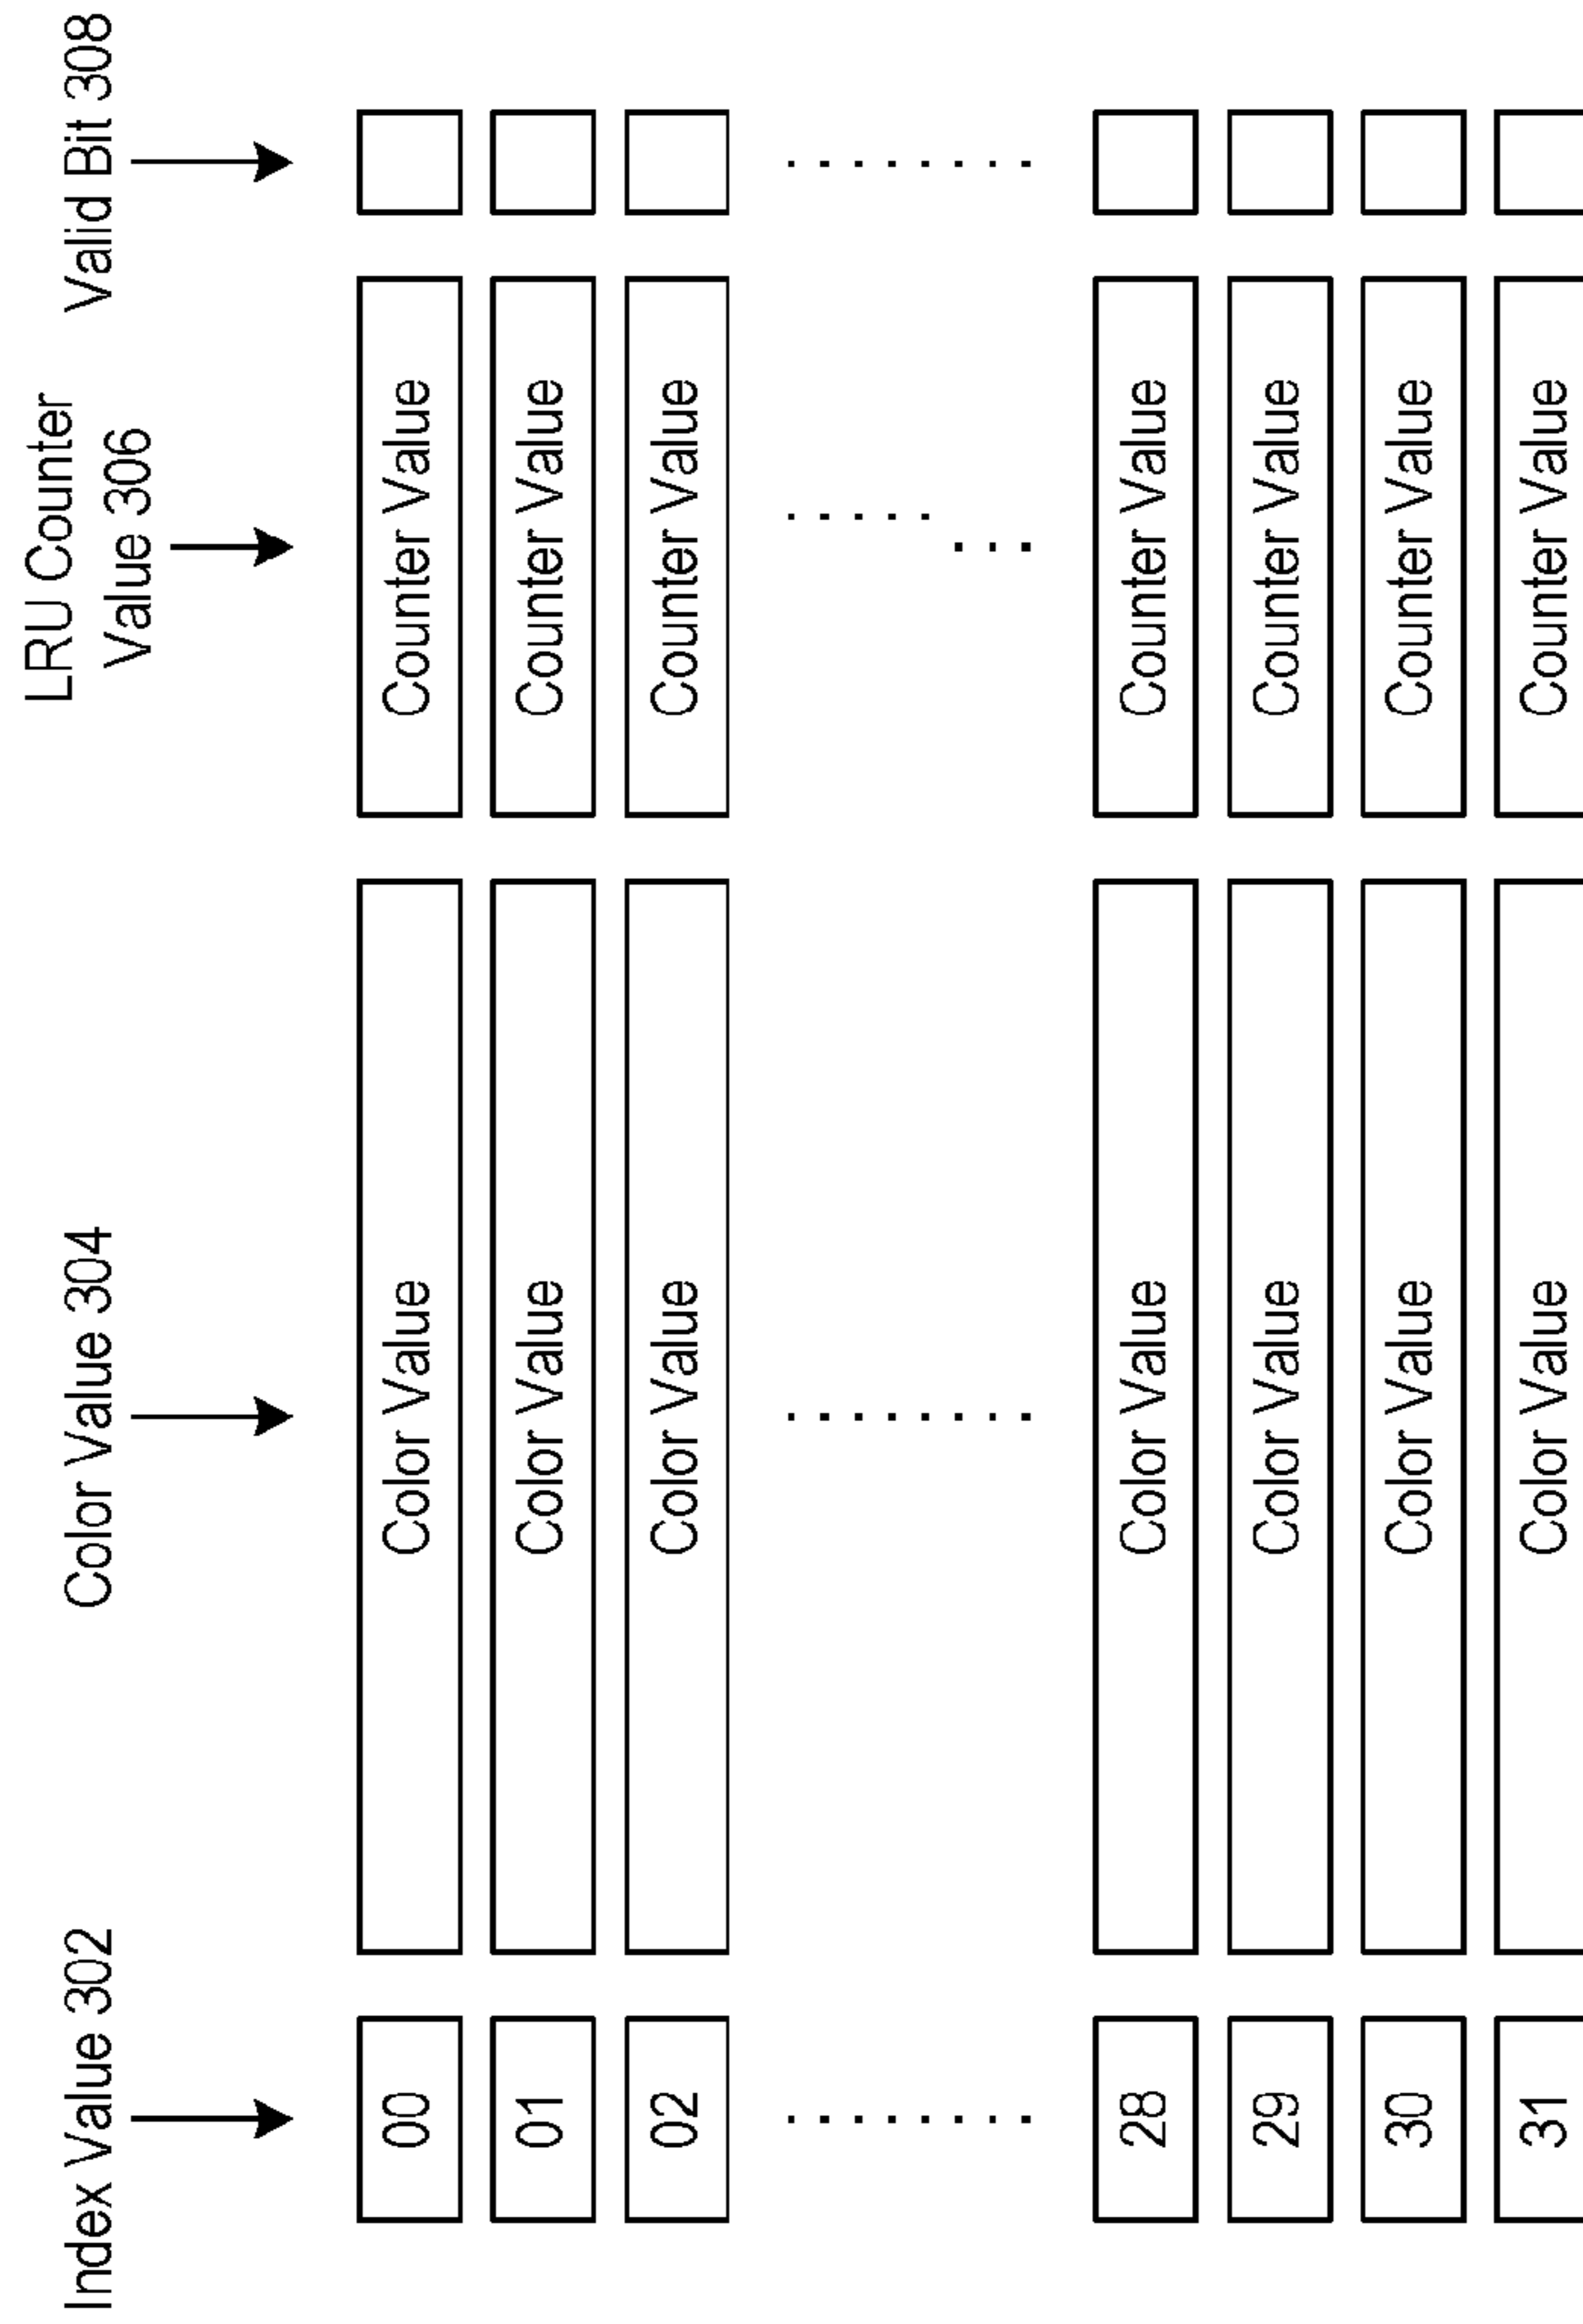 Index Value 302
Color Value 304
LRU Counter
Value 306
Valid Bit 308
00
Color Value
Counter Value
01
Color Value
Counter Value
02
Color Value
Counter Value
28
Color Value
Counter Value
29
Color Value
Counter Value
30
Color Value
Counter Value
31
Color Value
Counter Value